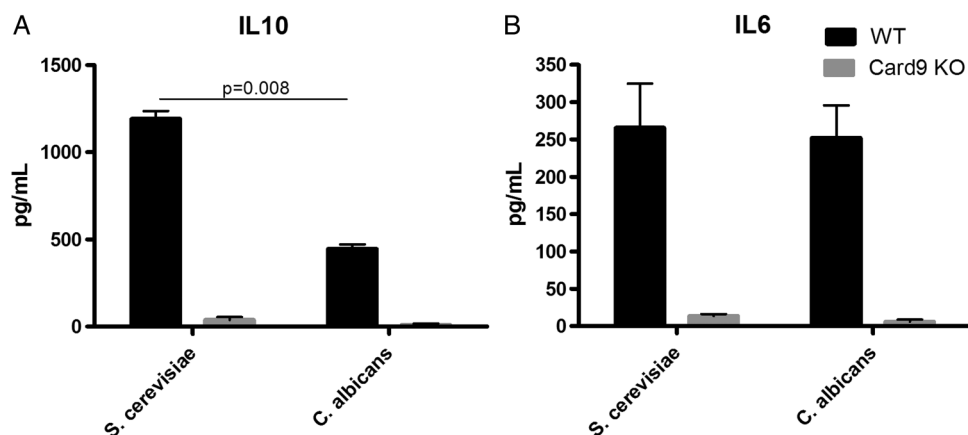 A
IL10
1500
1000
500
0
pg/mL
p=0.008
S. cerevisiae
C. albicans
B
IL6
WT
Card9 KO
350
300
250
200
150
100
50
0
pg/mL
S. cerevisiae
C. albicans